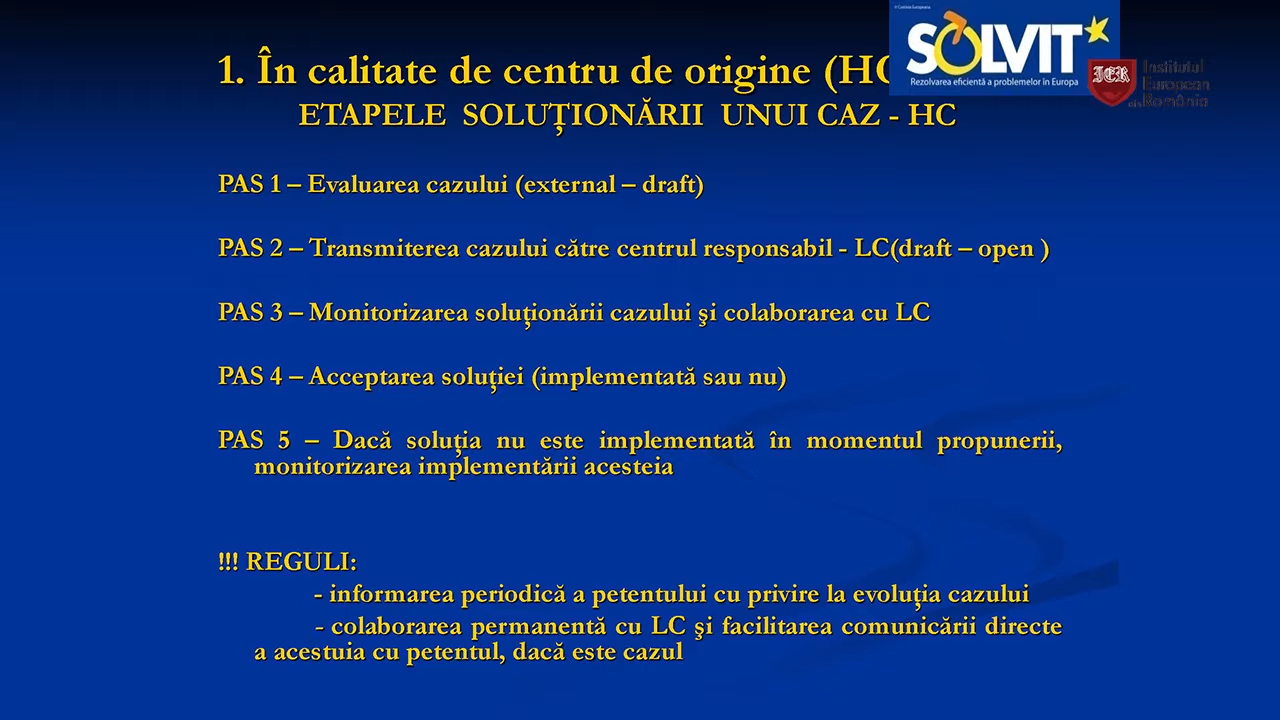 © Comisia Europeana
SOLVIT
Rezolvarea eficientă a problemelor în Europa
IER
Institutul
European
din România
1. În calitate de centru de origine (HC
ETAPELE SOLUŢIONĂRII UNUI CAZ - HC
PAS 1 – Evaluarea cazului (external – draft)
PAS 2 – Transmiterea cazului către centrul responsabil - LC(draft – open )
PAS 3 – Monitorizarea soluţionării cazului şi colaborarea cu LC
PAS 4 – Acceptarea soluţiei (implementată sau nu)
PAS 5 – Dacă soluţia nu este implementată în momentul propunerii,
monitorizarea implementării acesteia
!!! REGULI:
- informarea periodică a petentului cu privire la evoluţia cazului
- colaborarea permanentă cu LC şi facilitarea comunicării directe
a acestuia cu petentul, dacă este cazul